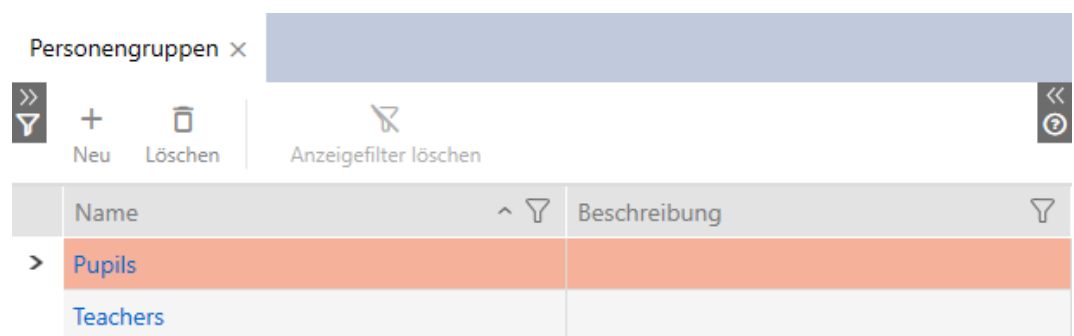 Personengruppen
Neu Löschen Anzeigefilter löschen
Name Beschreibung
Pupils
Teachers